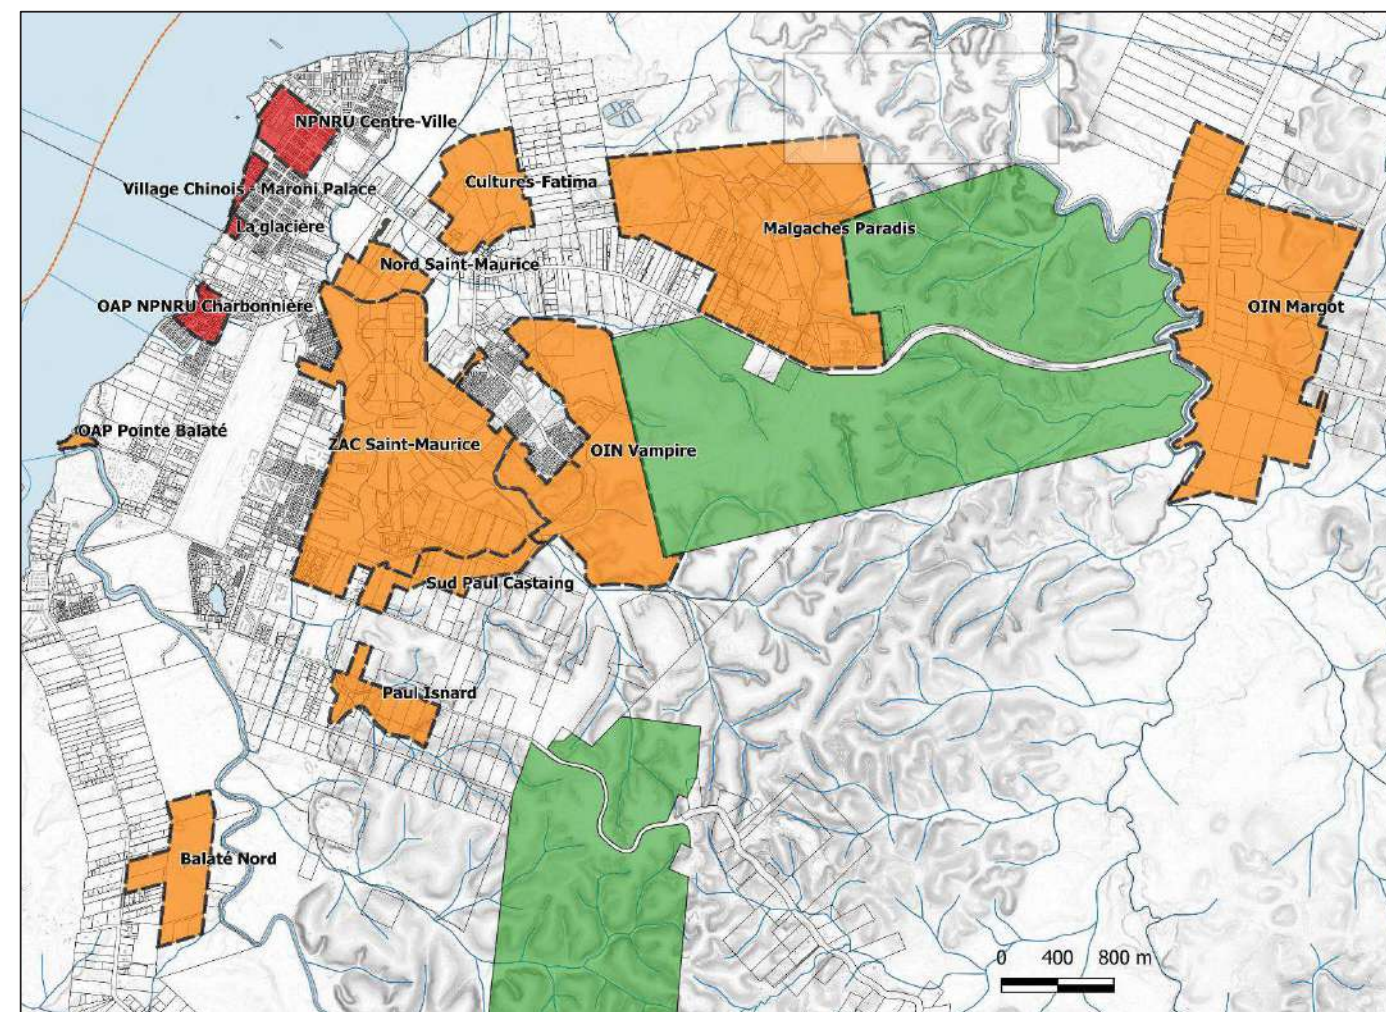 NPNRU Centre-Ville
Cultures-Fatima
Village Chinois - Maroni Palace
La glacière
Malgaches Paradis
Nord Saint-Maurice
OAP NPNRU Charbonnière
OIN Margot
OAP Pointe Balaté
ZAC Saint-Maurice
OIN Vampire
Sud Paul Castaing
Paul Isnard
Balaté Nord
0 400 800 m